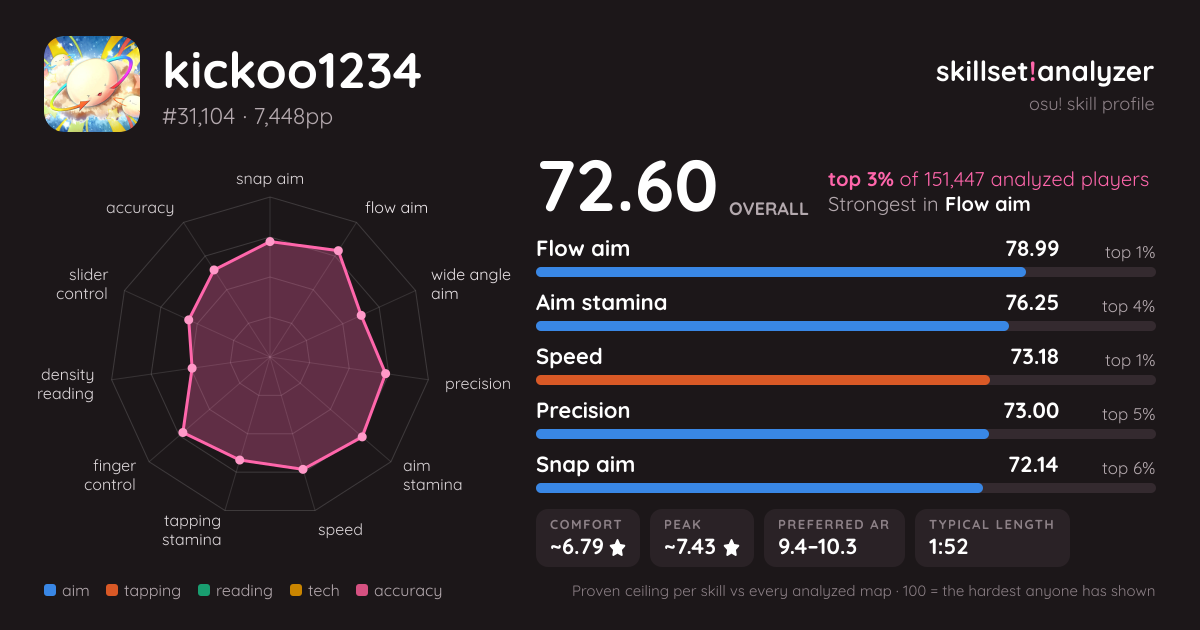 kickoo1234
#31,104 · 7,448pp
skillset!analyzer
osu! skill profile
snap aim
flow aim
wide angle
aim
precision
aim
stamina
speed
tapping
stamina
finger
control
density
reading
slider
control
accuracy
72.60 OVERALL
top 3% of 151,447 analyzed players
Strongest in Flow aim
Flow aim 78.99 top 1%
Aim stamina 76.25 top 4%
Speed 73.18 top 1%
Precision 73.00 top 5%
Snap aim 72.14 top 6%
COMFORT
~6.79 ★
PEAK
~7.43 ★
PREFERRED AR
9.4–10.3
TYPICAL LENGTH
1:52
aim tapping reading tech accuracy
Proven ceiling per skill vs every analyzed map · 100 = the hardest anyone has shown